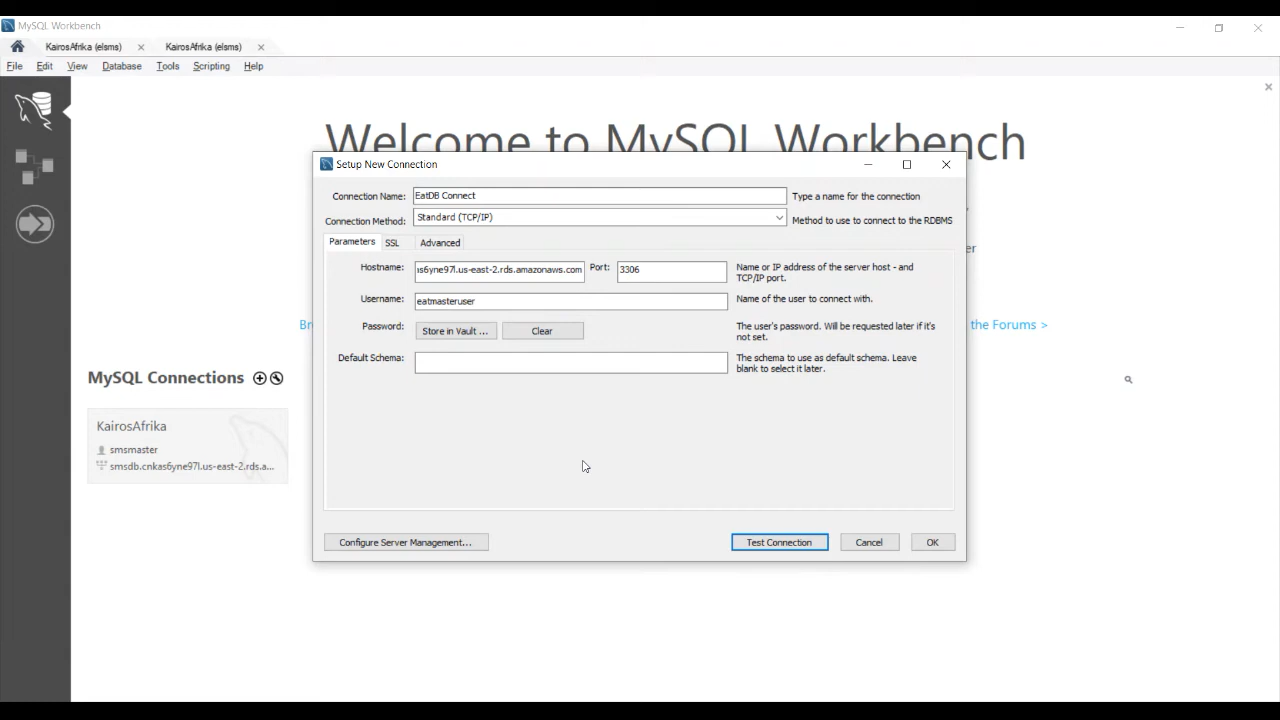 MySQL Workbench
KairosAfrika (elsms)
KairosAfrika (elsms)
File Edit View Database Tools Scripting Help
Welcome to MySQL Workbench
Setup New Connection
Connection Name: EatDB Connect Type a name for the connection
Connection Method: Standard (TCP/IP) Method to use to connect to the RDBMS
Parameters SSL Advanced
Hostname: ıs6yne97l.us-east-2.rds.amazonaws.com Port: 3306 Name or IP address of the server host - and
TCP/IP port.
Username: eatmasteruser Name of the user to connect with.
Password: Store in Vault ... Clear The user's password. Will be requested later if it's
not set.
Default Schema: The schema to use as default schema. Leave
blank to select it later.
Configure Server Management... Test Connection Cancel OK
Br
the Forums >
MySQL Connections
KairosAfrika
smsmaster
smsdb.cnkas6yne97l.us-east-2.rds.a...